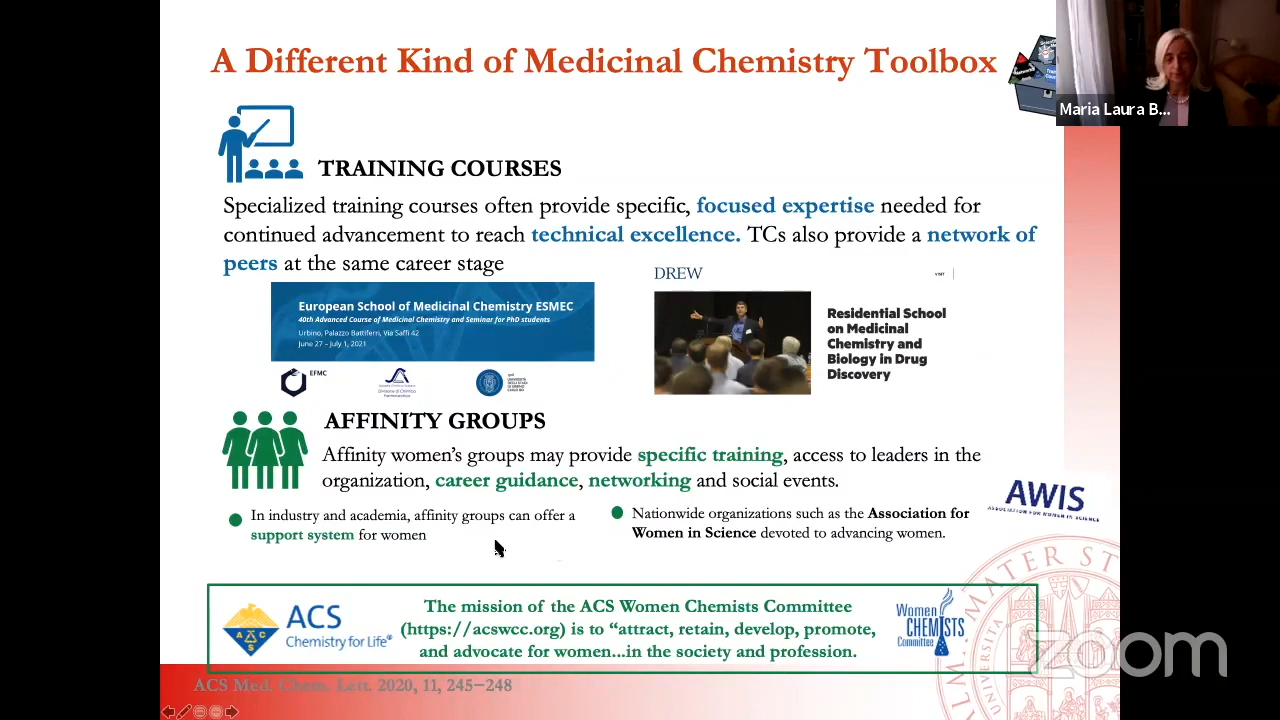 A Different Kind of Medicinal Chemistry Toolbox
Maria Laura B...
TRAINING COURSES
Specialized training courses often provide specific, focused expertise needed for
continued advancement to reach technical excellence. TCs also provide a network of
peers at the same career stage
European School of Medicinal Chemistry ESMEC
40th Advanced Course of Medicinal Chemistry and Seminar for PhD students
Urbino, Palazzo Battiferri, Via Saffi 42
June 27 – July 1, 2021
EFMC
DREW
VISIT
Residential School
on Medicinal
Chemistry and
Biology in Drug
Discovery
AFFINITY GROUPS
Affinity women's groups may provide specific training, access to leaders in the
organization, career guidance, networking and social events.
In industry and academia, affinity groups can offer a
support system for women
Nationwide organizations such as the Association for
Women in Science devoted to advancing women.
AWIS
ASSOCIATION FOR WOMEN IN SCIENCE
ACS
Chemistry for Life®
The mission of the ACS Women Chemists Committee
(https://acswcc.org) is to “attract, retain, develop, promote,
and advocate for women...in the society and profession.
Women
CHEMISTS
Committee
ACS Med. Chem. Lett. 2020, 11, 245−248
zoom